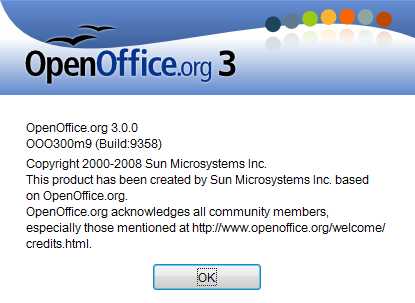 OpenOffice.org 3
OpenOffice.org 3.0.0
OOO300m9 (Build:9358)
Copyright 2000-2008 Sun Microsystems Inc.
This product has been created by Sun Microsystems Inc. based
on OpenOffice.org.
OpenOffice.org acknowledges all community members,
especially those mentioned at http://www.openoffice.org/welcome/
credits.html.
OK